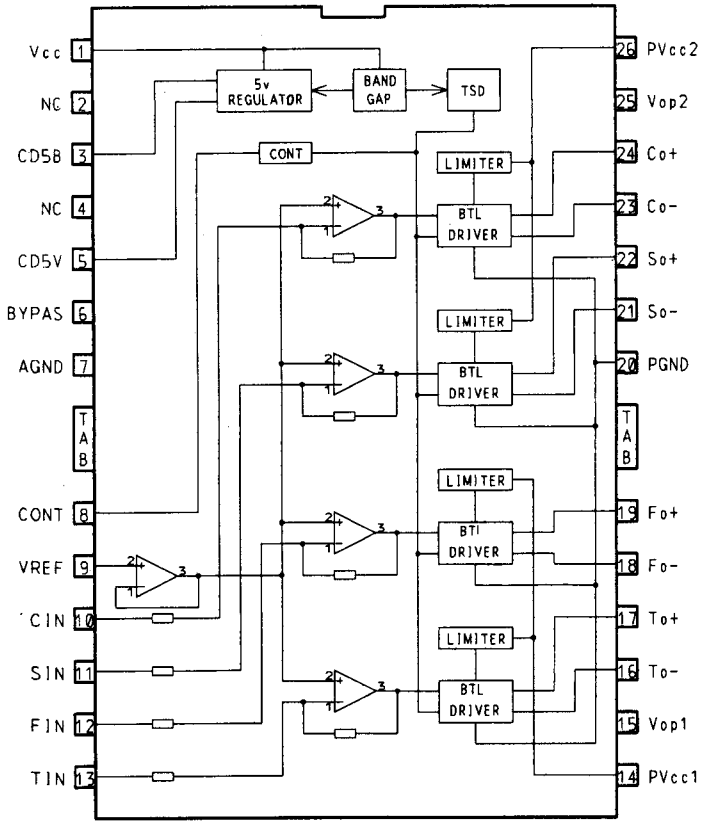 Vcc 1
NC 2
CD5B 3
NC 4
CD5V 5
BYPAS 6
AGND 7
TAB
CONT 8
VREF 9
CIN 10
SIN 11
FIN 12
TIN 13
5v REGULATOR
BAND GAP
TSD
CONT
LIMITER
2 + 3
1 -
BTL DRIVER
LIMITER
2 + 3
1 -
BTL DRIVER
LIMITER
2 + 3
1 -
BTL DRIVER
2 + 3
1 -
LIMITER
2 + 3
1 -
BTL DRIVER
26 PVcc2
25 Vop2
24 Co+
23 Co-
22 So+
21 So-
20 PGND
TAB
19 Fo+
18 Fo-
17 To+
16 To-
15 Vop1
14 PVcc1